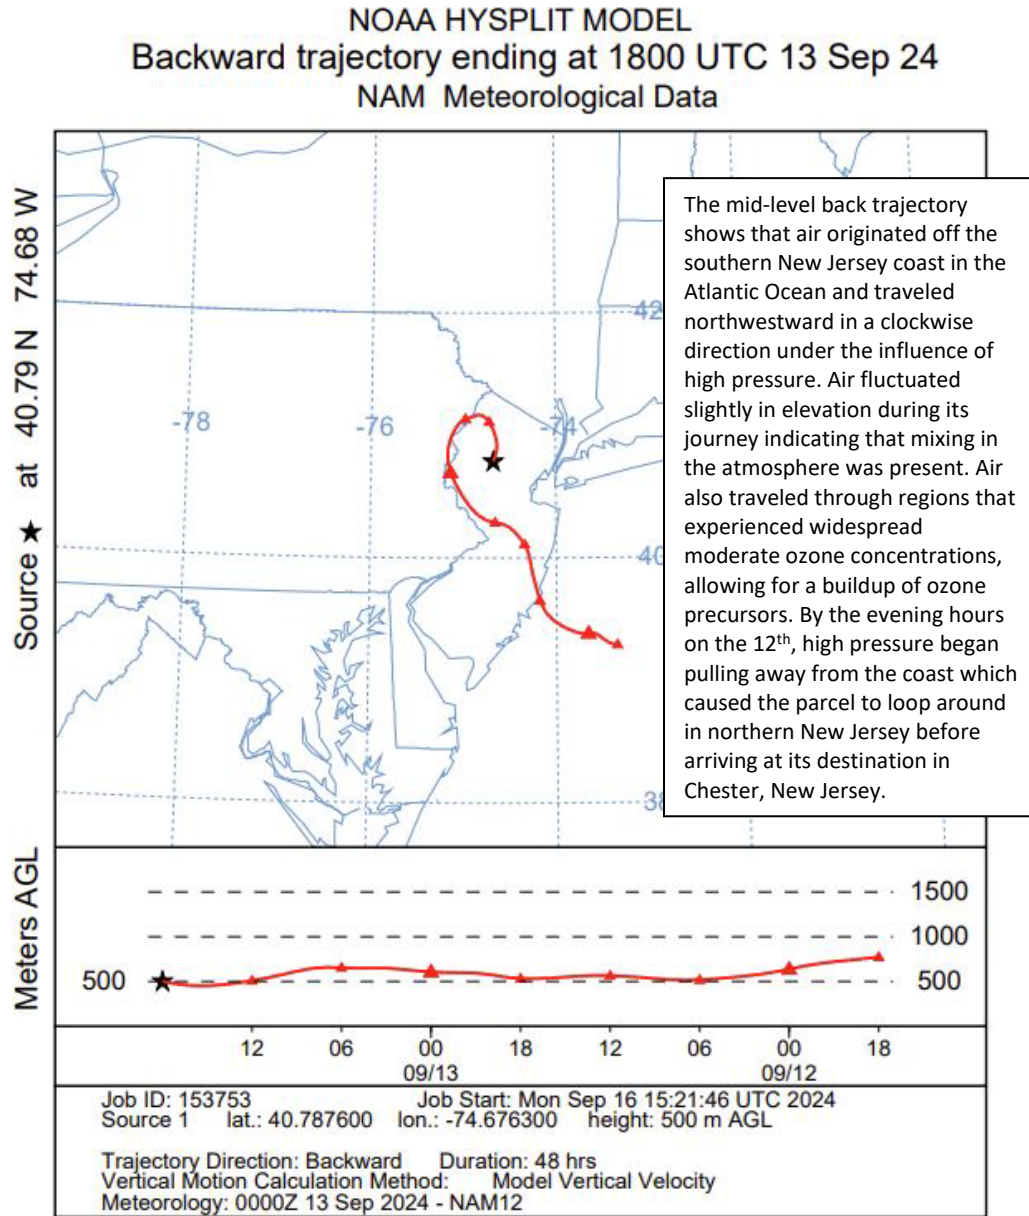 NOAA HYSPLIT MODEL
Backward trajectory ending at 1800 UTC 13 Sep 24
NAM Meteorological Data
Source ★ at 40.79 N 74.68 W
42
-78
-76
-74
40
38
The mid-level back trajectory
shows that air originated off the
southern New Jersey coast in the
Atlantic Ocean and traveled
northwestward in a clockwise
direction under the influence of
high pressure. Air fluctuated
slightly in elevation during its
journey indicating that mixing in
the atmosphere was present. Air
also traveled through regions that
experienced widespread
moderate ozone concentrations,
allowing for a buildup of ozone
precursors. By the evening hours
on the 12th, high pressure began
pulling away from the coast which
caused the parcel to loop around
in northern New Jersey before
arriving at its destination in
Chester, New Jersey.
Meters AGL
1500
1000
500 500
12 06 00 18 12 06 00 18
09/13 09/12
Job ID: 153753 Job Start: Mon Sep 16 15:21:46 UTC 2024
Source 1 lat.: 40.787600 lon.: -74.676300 height: 500 m AGL
Trajectory Direction: Backward Duration: 48 hrs
Vertical Motion Calculation Method: Model Vertical Velocity
Meteorology: 0000Z 13 Sep 2024 - NAM12